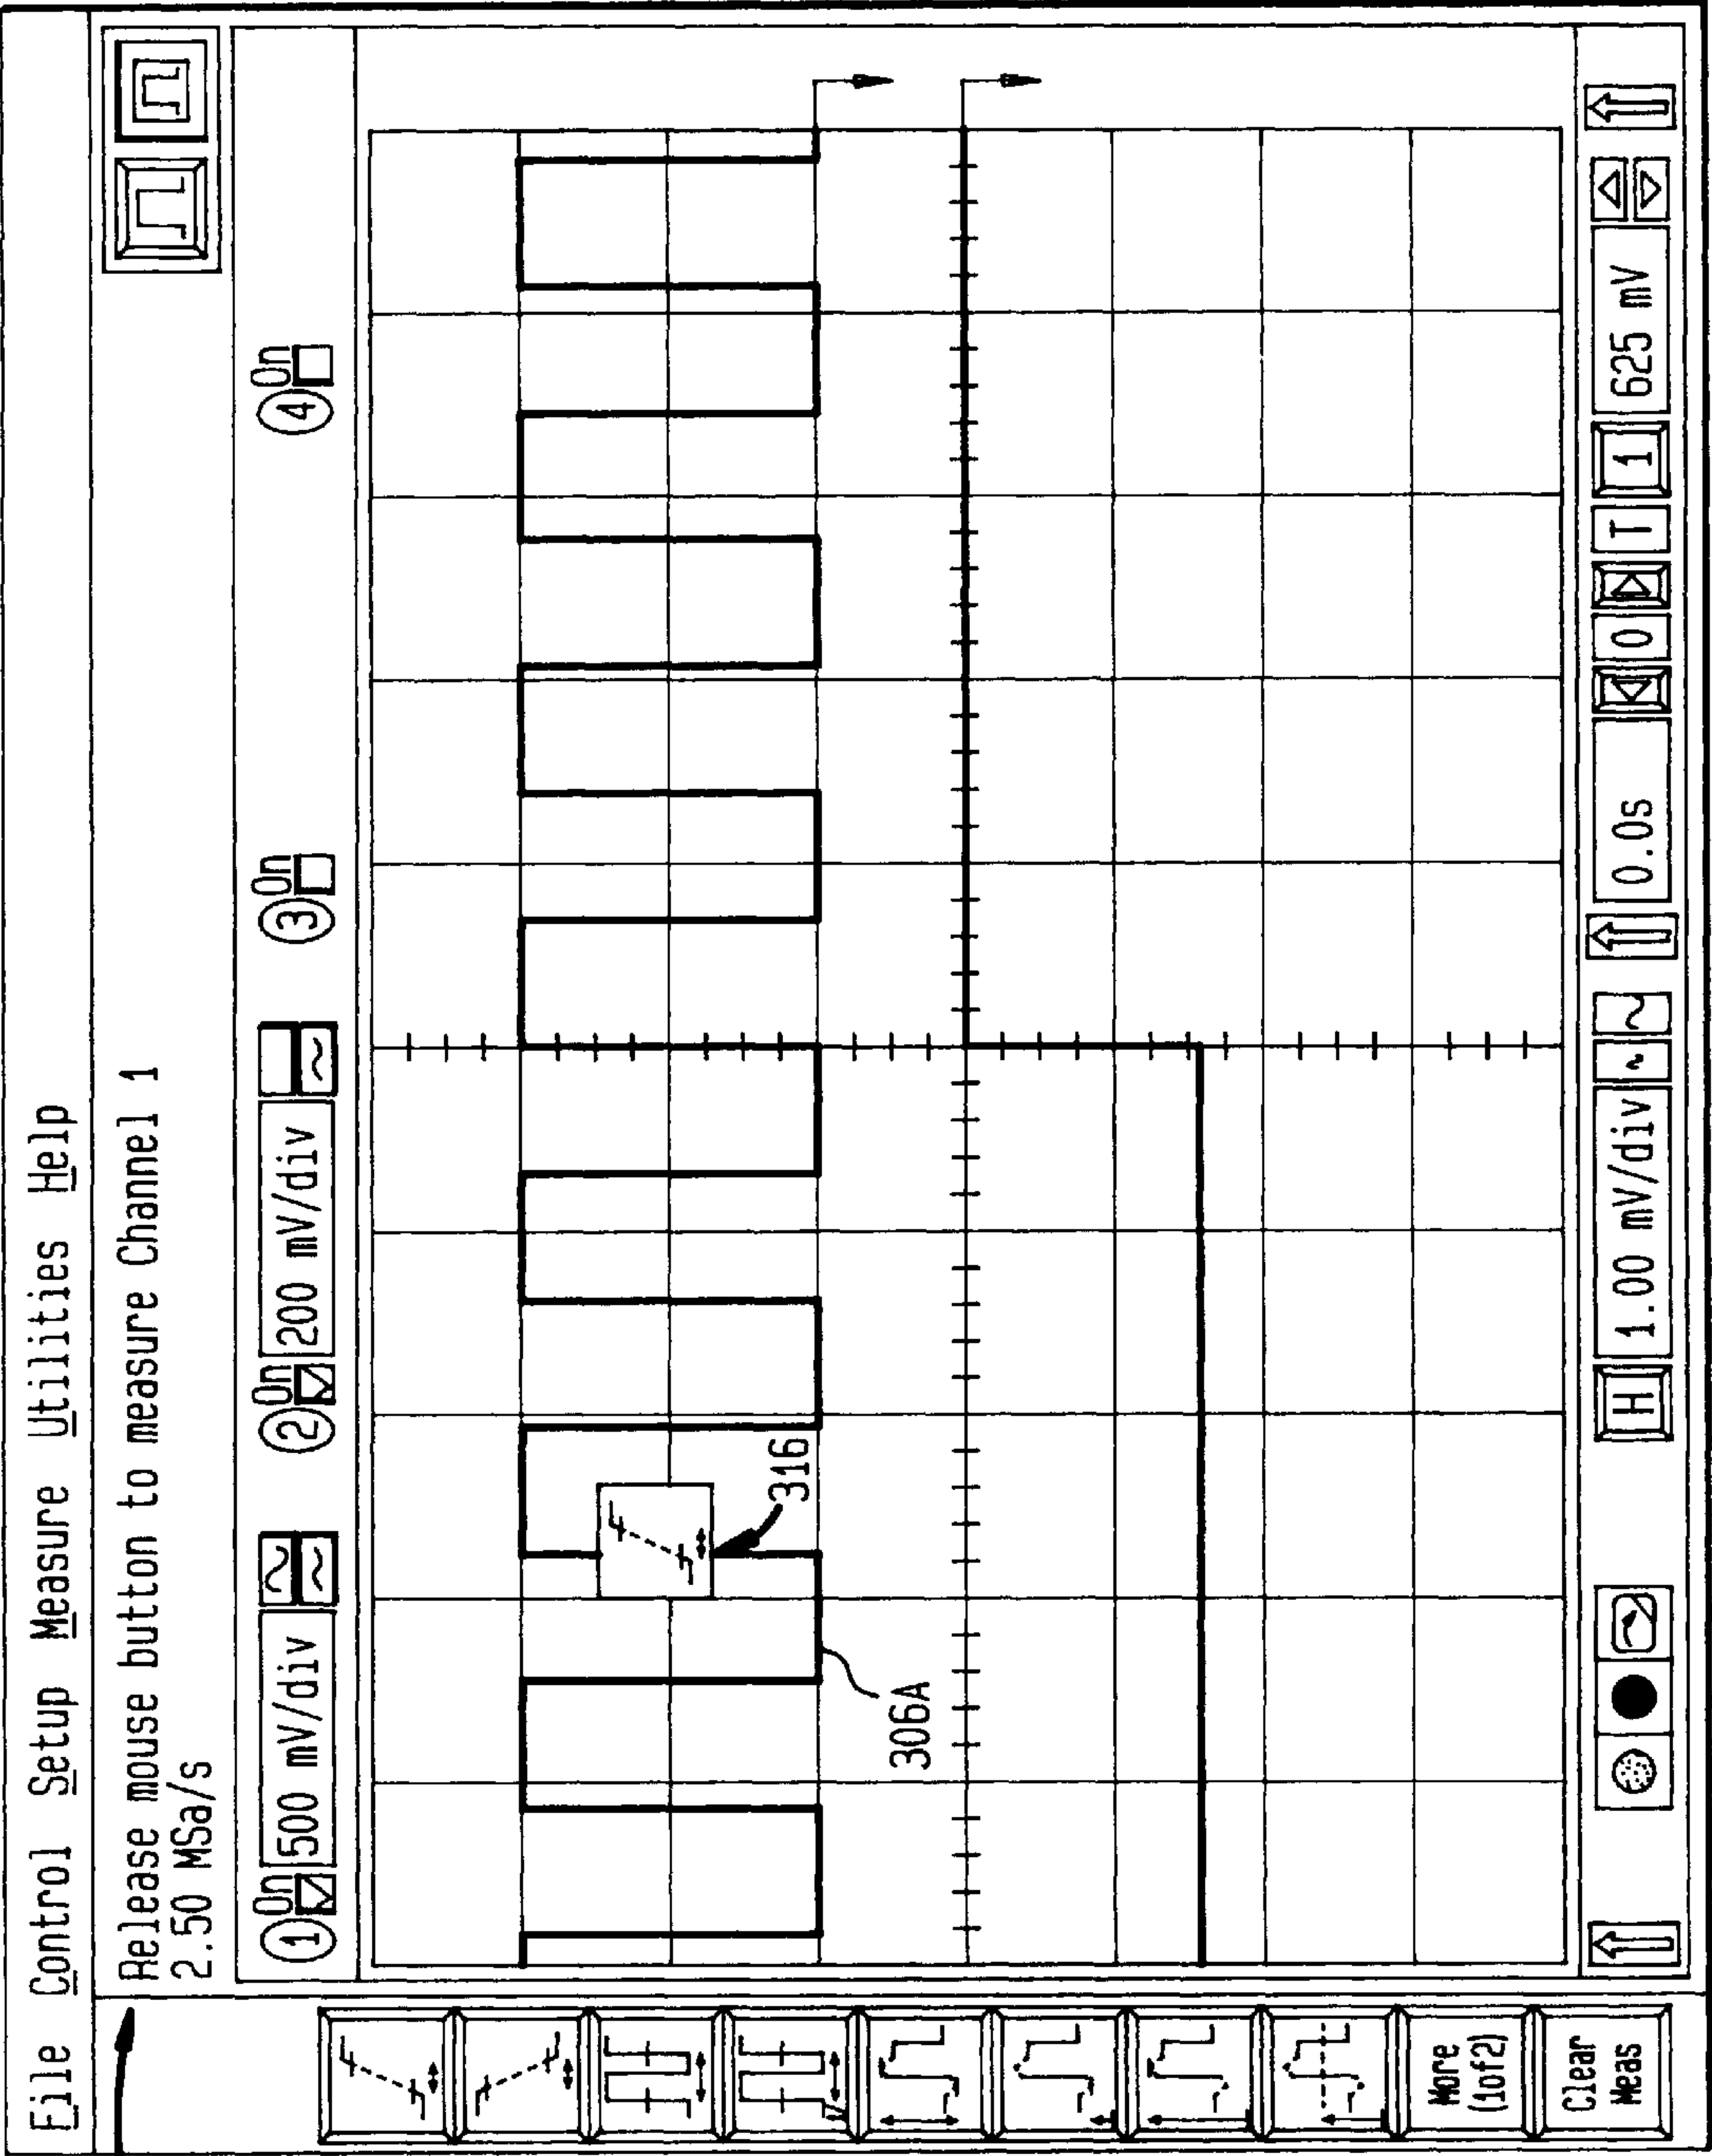 File Control Setup Measure Utilities Help
Release mouse button to measure Channel 1
2.50 MSa/s
1 On 500 mV/div 2 On 200 mV/div 3 On 4 On
316
306A
More
(1of2)
Clear
Meas
H 1.00 mV/div 0.0s 0 T 1 625 mV